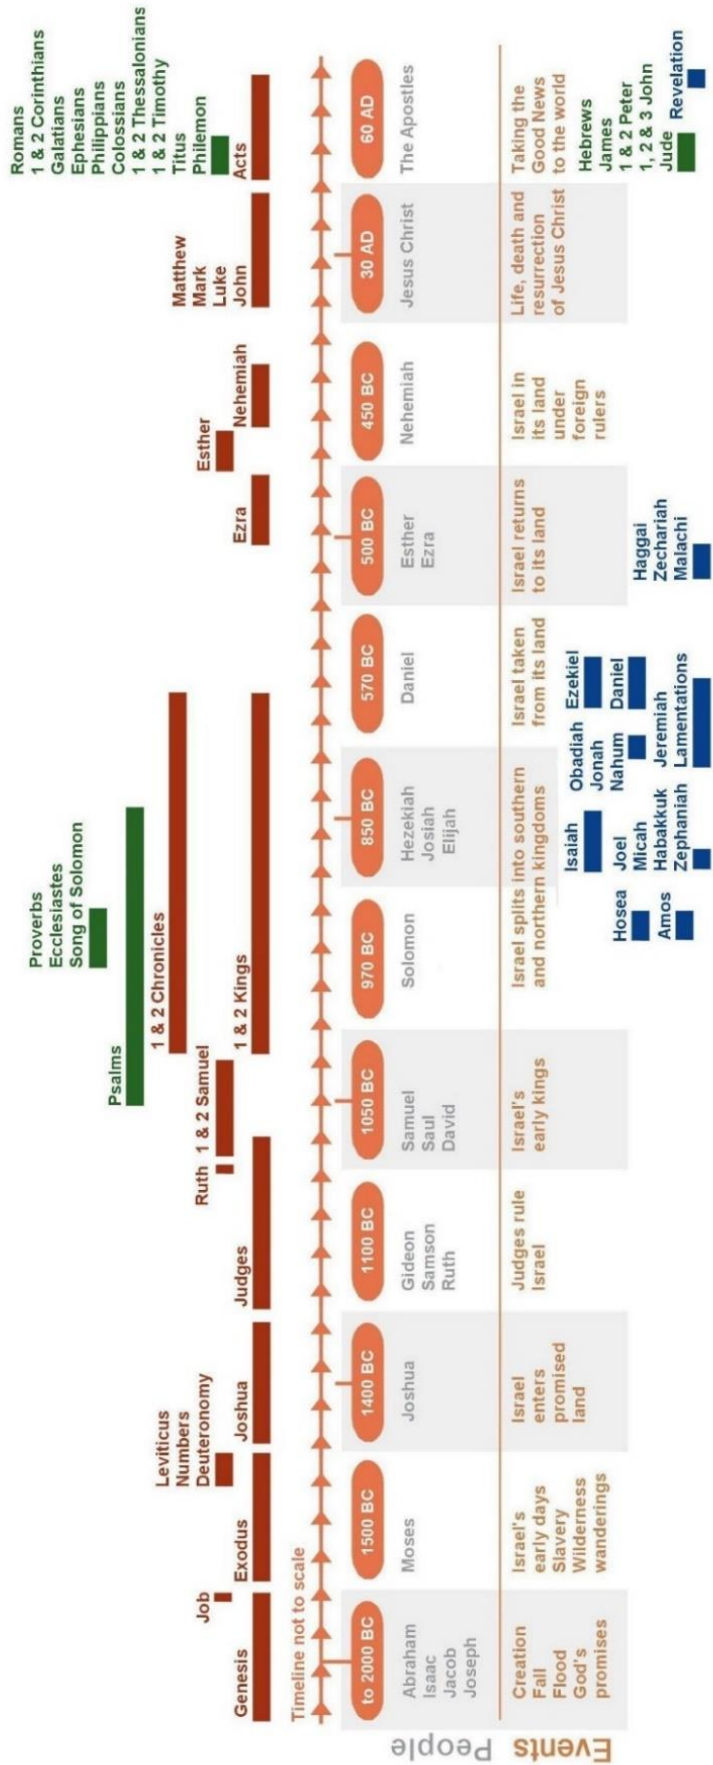 Romans
1 & 2 Corinthians
Galatians
Ephesians
Philippians
Colossians
1 & 2 Thessalonians
1 & 2 Timothy
Titus
Philemon
Proverbs
Ecclesiastes
Song of Solomon
Psalms
1 & 2 Chronicles
Leviticus
Numbers
Deuteronomy
Job
Ruth
1 & 2 Samuel
Esther
Matthew
Mark
Luke
John
Genesis
Exodus
Joshua
Judges
1 & 2 Kings
Ezra
Nehemiah
Acts
Timeline not to scale
to 2000 BC
1500 BC
1400 BC
1100 BC
1050 BC
970 BC
850 BC
570 BC
500 BC
450 BC
30 AD
60 AD
People
Abraham
Isaac
Jacob
Joseph
Moses
Joshua
Gideon
Samson
Ruth
Samuel
Saul
David
Solomon
Hezekiah
Josiah
Elijah
Daniel
Esther
Ezra
Nehemiah
Jesus Christ
The Apostles
Events
Creation
Fall
Flood
God's
promises
Israel's
early days
Slavery
Wilderness
wanderings
Israel
enters
promised
land
Judges rule
Israel
Israel's
early kings
Israel splits into southern
and northern kingdoms
Israel taken
from its land
Israel returns
to its land
Israel in
its land
under
foreign
rulers
Life, death and
resurrection
of Jesus Christ
Taking the
Good News
to the world
Hosea
Amos
Isaiah
Joel
Micah
Habakkuk
Zephaniah
Obadiah
Jonah
Nahum
Ezekiel
Daniel
Jeremiah
Lamentations
Haggai
Zechariah
Malachi
Hebrews
James
1 & 2 Peter
1, 2 & 3 John
Jude
Revelation